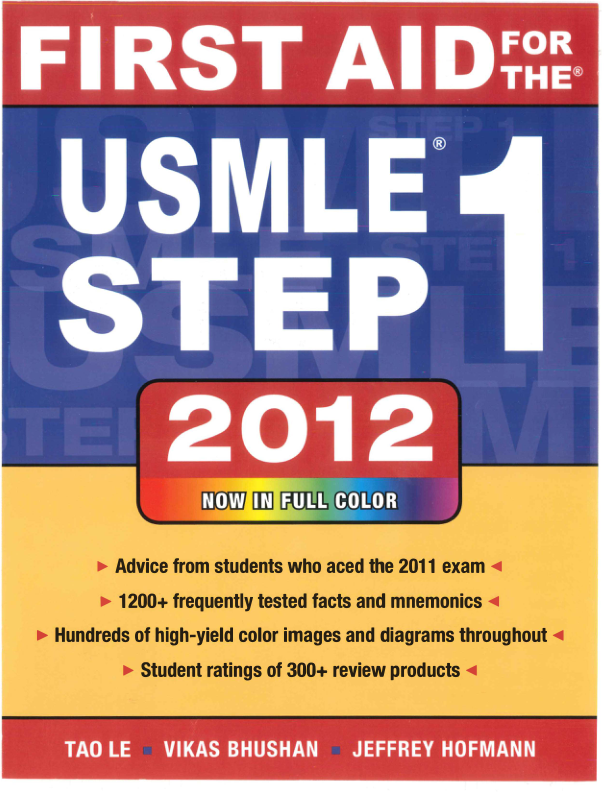 FIRST AID FOR THE®
USMLE®
STEP 1
2012
NOW IN FULL COLOR
► Advice from students who aced the 2011 exam ◄
► 1200+ frequently tested facts and mnemonics ◄
► Hundreds of high-yield color images and diagrams throughout ◄
► Student ratings of 300+ review products ◄
TAO LE ■ VIKAS BHUSHAN ■ JEFFREY HOFMANN